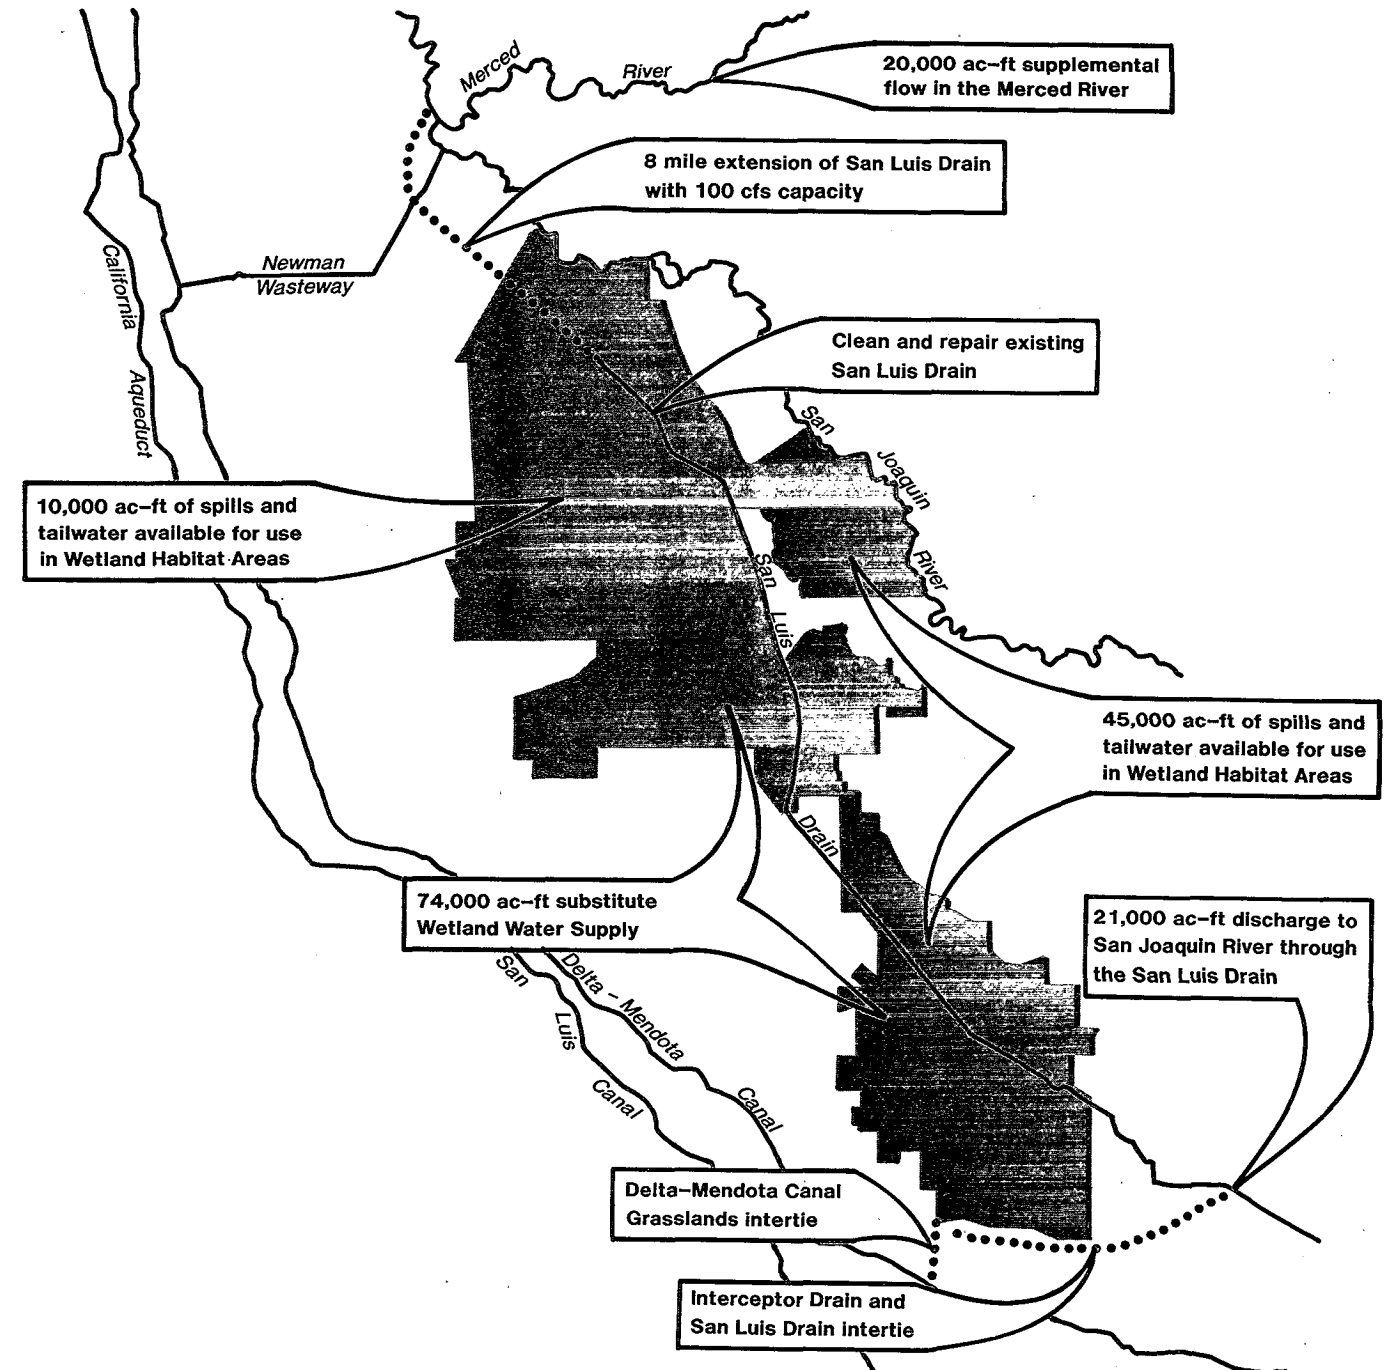 Merced
River
20,000 ac-ft supplemental
flow in the Merced River
8 mile extension of San Luis Drain
with 100 cfs capacity
California
Aqueduct
Newman
Wasteway
Clean and repair existing
San Luis Drain
San
Joaquin
River
10,000 ac-ft of spills and
tailwater available for use
in Wetland Habitat Areas
San
Luis
Drain
45,000 ac-ft of spills and
tailwater available for use
in Wetland Habitat Areas
74,000 ac-ft substitute
Wetland Water Supply
21,000 ac-ft discharge to
San Joaquin River through
the San Luis Drain
San
Luis
Canal
Delta - Mendota
Canal
Delta-Mendota Canal
Grasslands intertie
Interceptor Drain and
San Luis Drain intertie